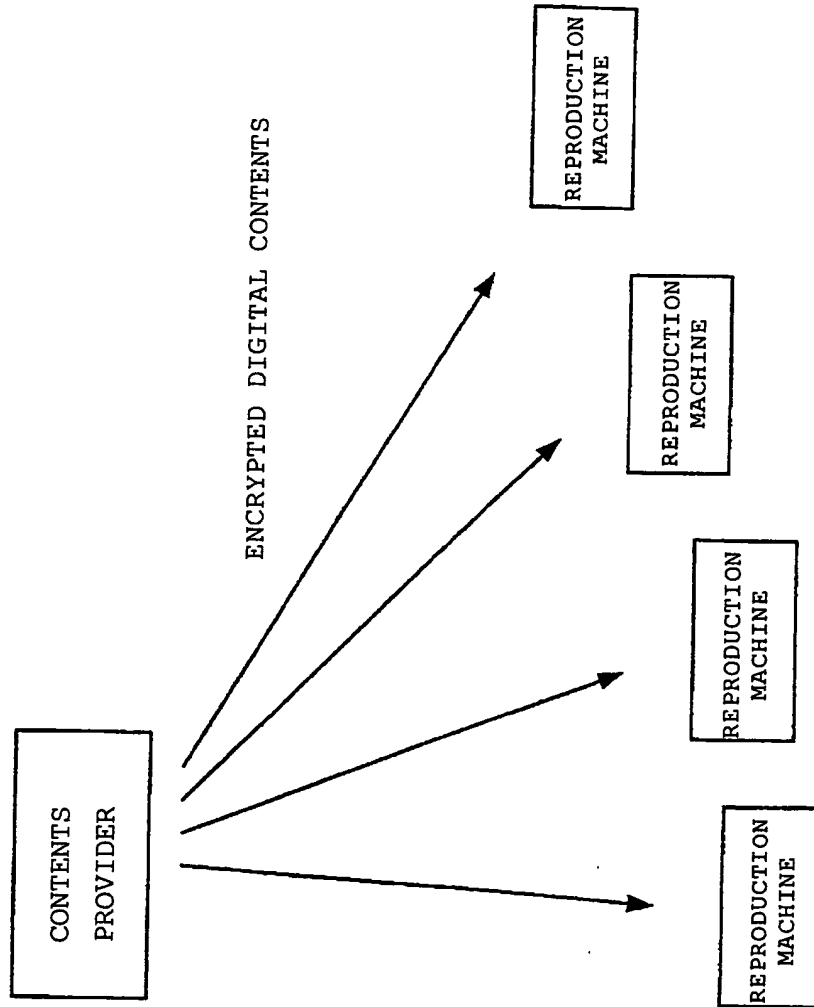 CONTENTS
PROVIDER
ENCRYPTED DIGITAL CONTENTS
REPRODUCTION
MACHINE
REPRODUCTION
MACHINE
REPRODUCTION
MACHINE
REPRODUCTION
MACHINE